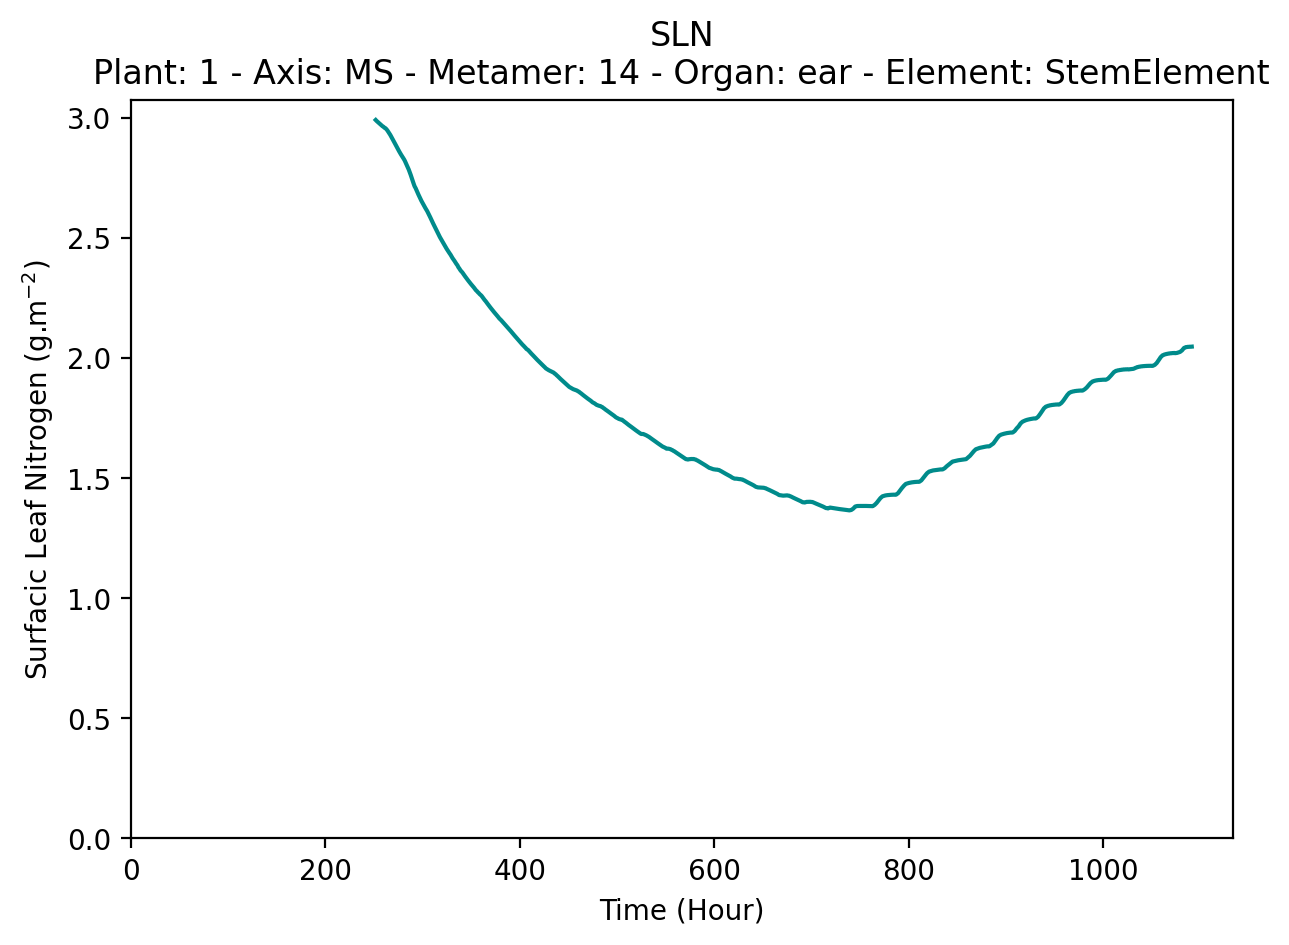 SLN
Plant: 1 - Axis: MS - Metamer: 14 - Organ: ear - Element: StemElement
3.0
2.5
2.0
1.5
1.0
0.5
0.0
Surfacic Leaf Nitrogen (g.m⁻²)
0 200 400 600 800 1000
Time (Hour)